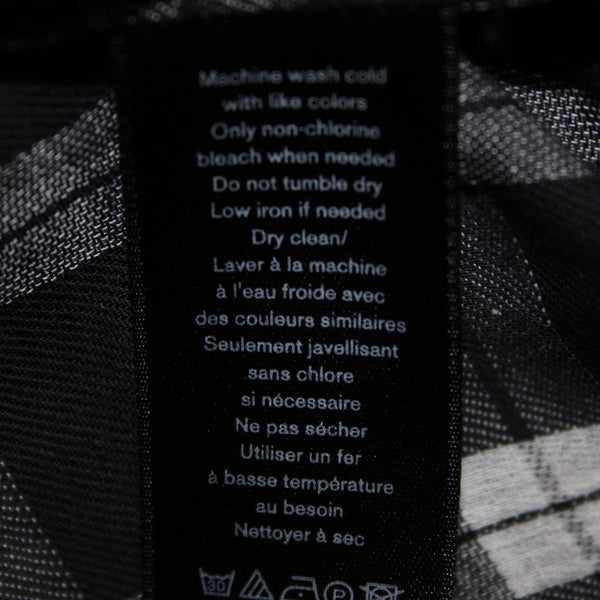 Machine wash cold
with like colors
Only non-chlorine
bleach when needed
Do not tumble dry
Low iron if needed
Dry clean/
Laver à la machine
à l'eau froide avec
des couleurs similaires
Seulement javellisant
sans chlore
si nécessaire
Ne pas sécher
Utiliser un fer
à basse température
au besoin
Nettoyer à sec
30 P